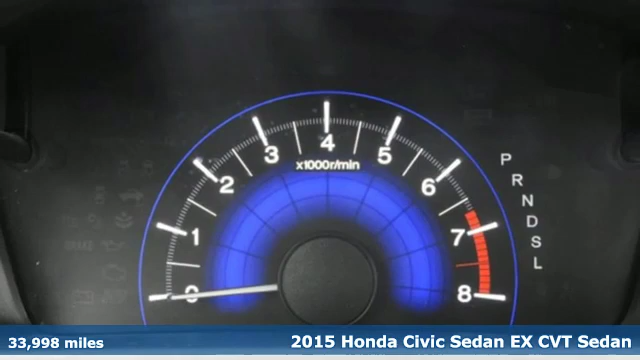 4
3 5
x1000r/min
2 6
1 7
0 8
P
R
N
D
S
L
33,998 miles 2015 Honda Civic Sedan EX CVT Sedan